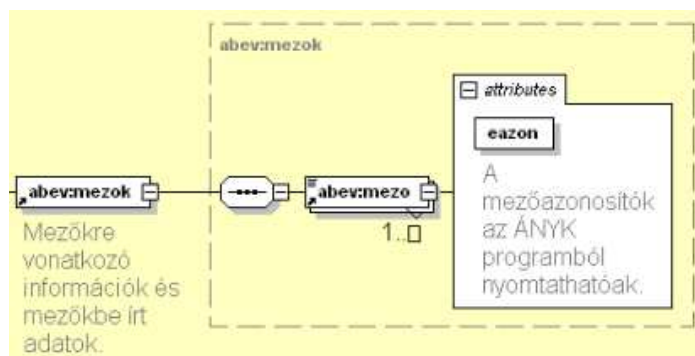 abev:mezok
attributes
eazon
abev:mezok
abev:mezo
1..
A
mezőazonosítók
az ÁNYK
programból
nyomtathatóak.
Mezőkre
vonatkozó
információk és
mezőkbe írt
adatok.